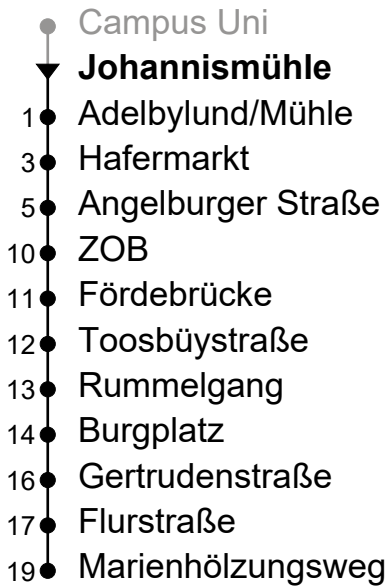 Campus Uni
Johannismühle
1 Adelbylund/Mühle
3 Hafermarkt
5 Angelburger Straße
10 ZOB
11 Fördebrücke
12 Toosbüystraße
13 Rummelgang
14 Burgplatz
16 Gertrudenstraße
17 Flurstraße
19 Marienhölzungsweg